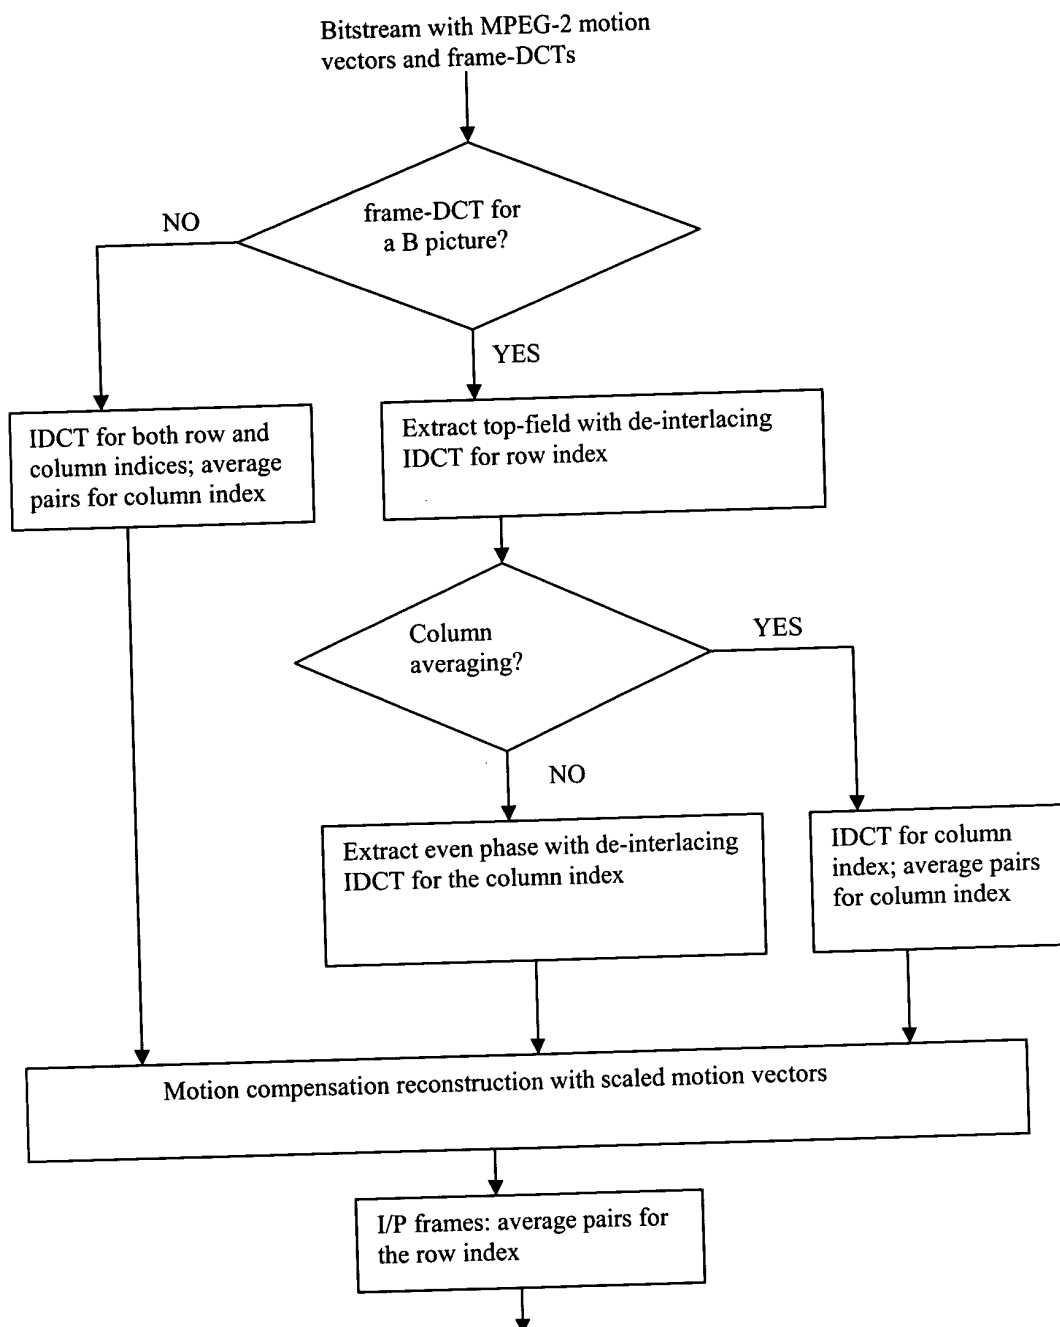 Bitstream with MPEG-2 motion
vectors and frame-DCTs
frame-DCT for
a B picture?
NO
YES
IDCT for both row and
column indices; average
pairs for column index
Extract top-field with de-interlacing
IDCT for row index
Column
averaging?
YES
NO
Extract even phase with de-interlacing
IDCT for the column index
IDCT for column
index; average pairs
for column index
Motion compensation reconstruction with scaled motion vectors
I/P frames: average pairs for
the row index